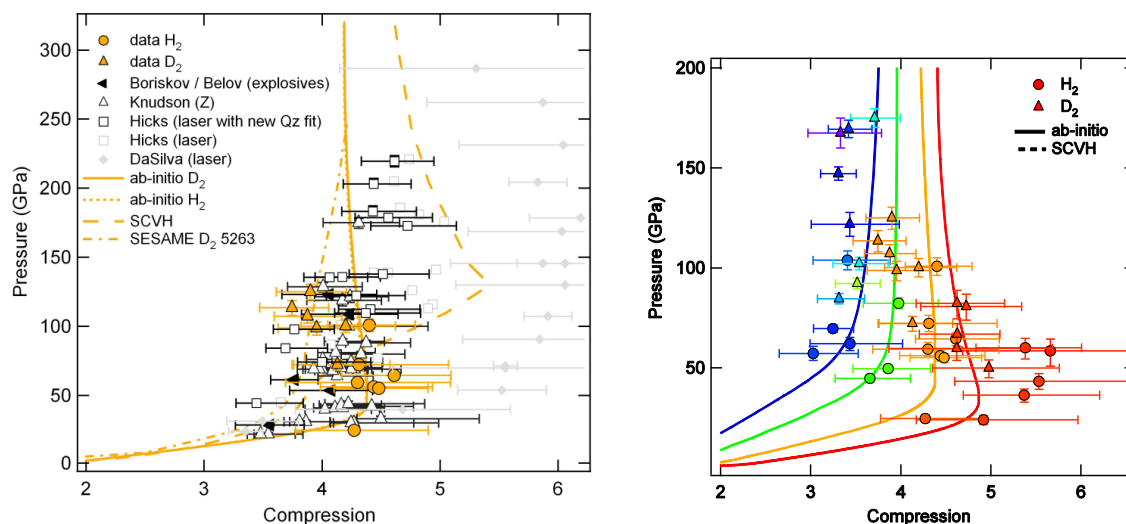 300
250
200
150
100
50
0
Pressure (GPa)
data H2
data D2
Boriskov / Belov (explosives)
Knudson (Z)
Hicks (laser with new Qz fit)
Hicks (laser)
DaSilva (laser)
ab-initio D2
ab-initio H2
SCVH
SESAME D2 5263
2 3 4 5 6
Compression
200
150
100
50
Pressure (GPa)
H2
D2
ab-initio
SCVH
2 3 4 5 6
Compression